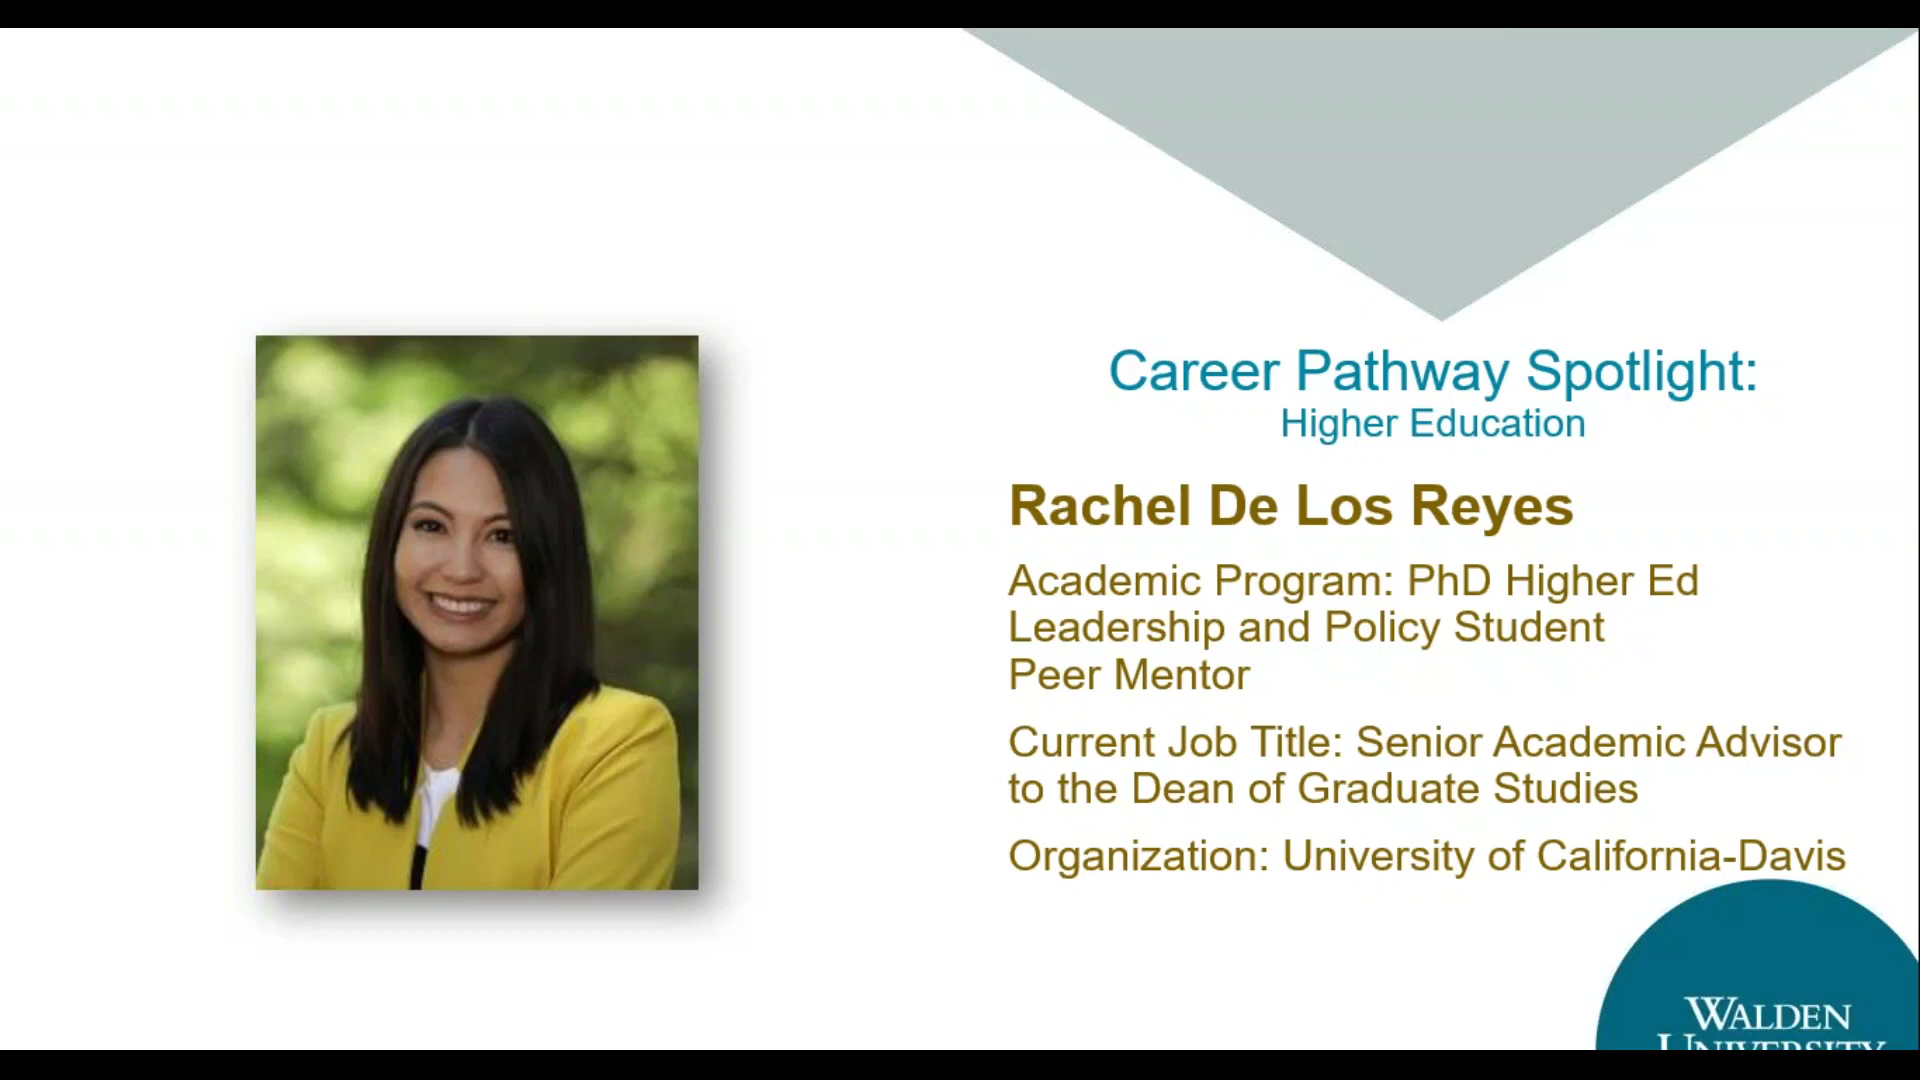 Career Pathway Spotlight:
Higher Education
Rachel De Los Reyes
Academic Program: PhD Higher Ed
Leadership and Policy Student
Peer Mentor
Current Job Title: Senior Academic Advisor
to the Dean of Graduate Studies
Organization: University of California-Davis
WALDEN
UNIVERSITY